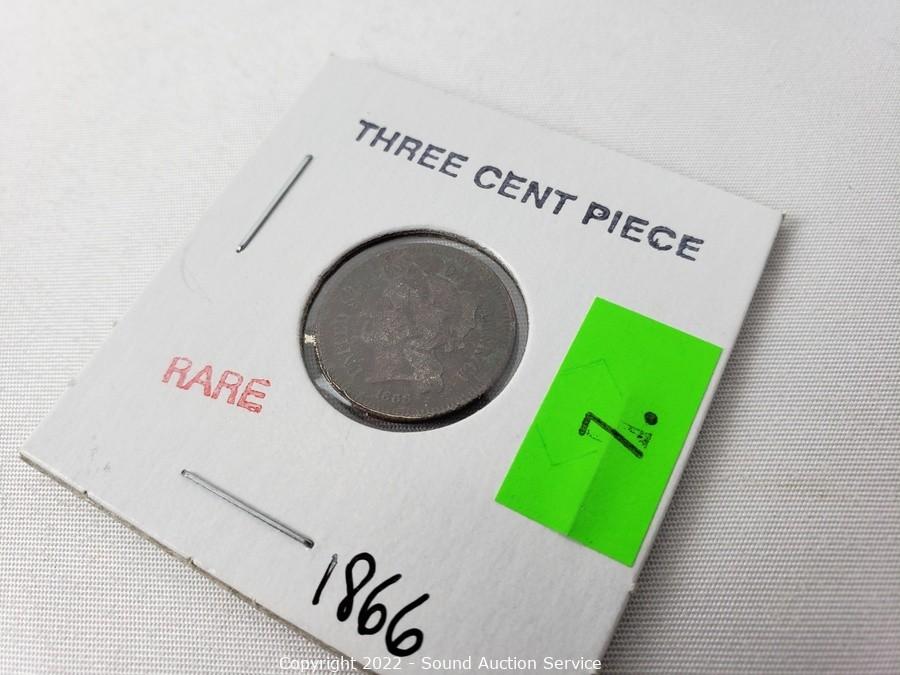 THREE CENT PIECE
RARE
7.
1866
Copyright 2022 - Sound Auction Service